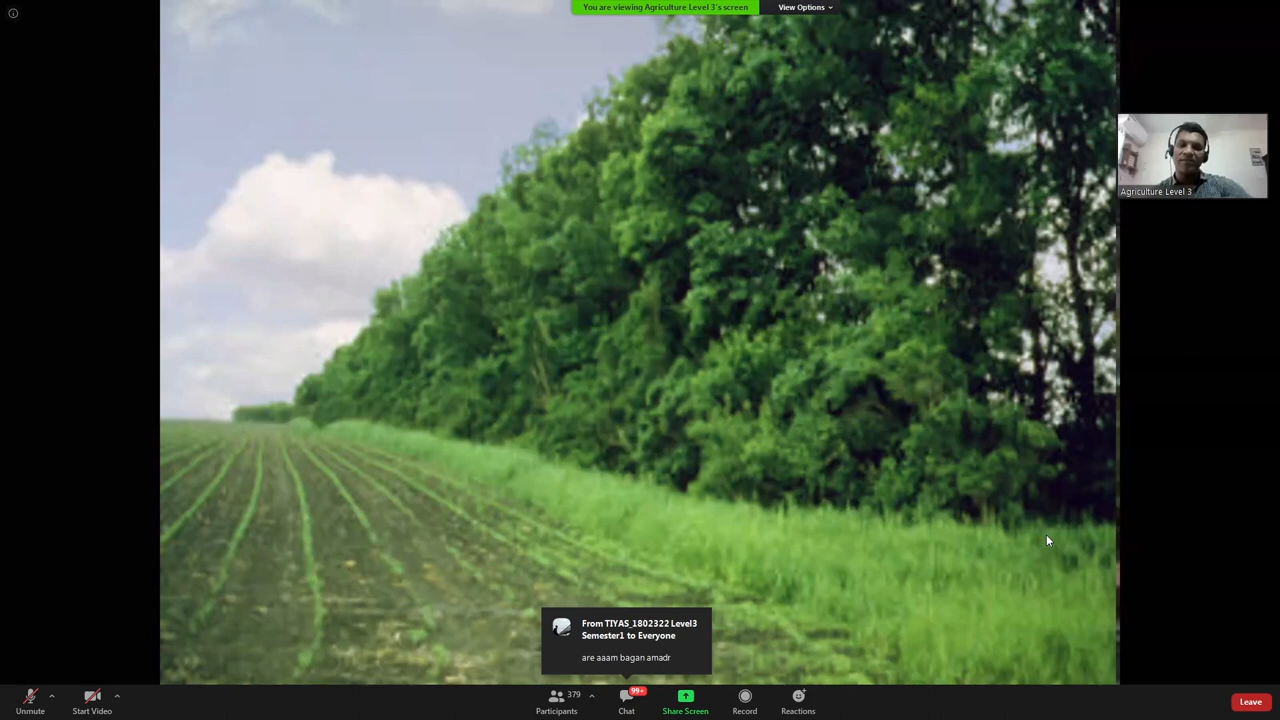 You are viewing Agriculture Level 3's screen
View Options
Agriculture Level 3
From TIYAS_1802322 Level3
Semester1 to Everyone
are aaam bagan amadr
Unmute
Start Video
379
Participants
99+
Chat
Share Screen
Record
Reactions
Leave